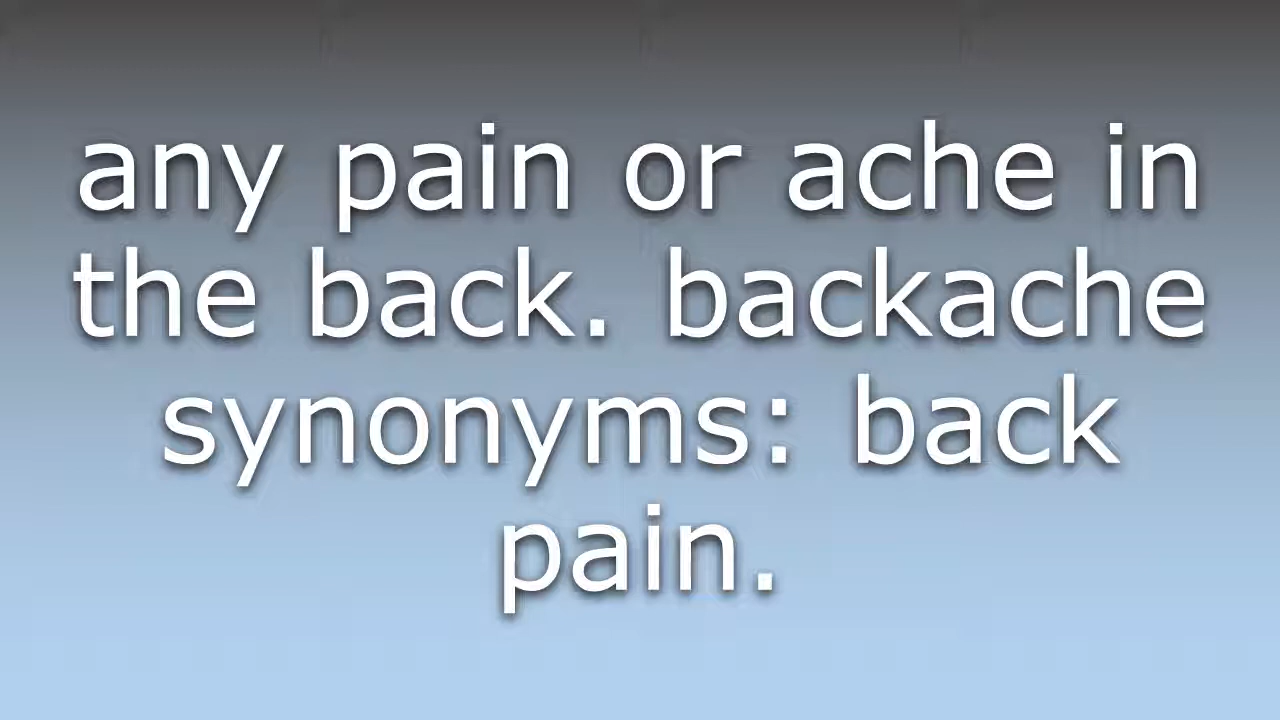 any pain or ache in
the back. backache
synonyms: back
pain.